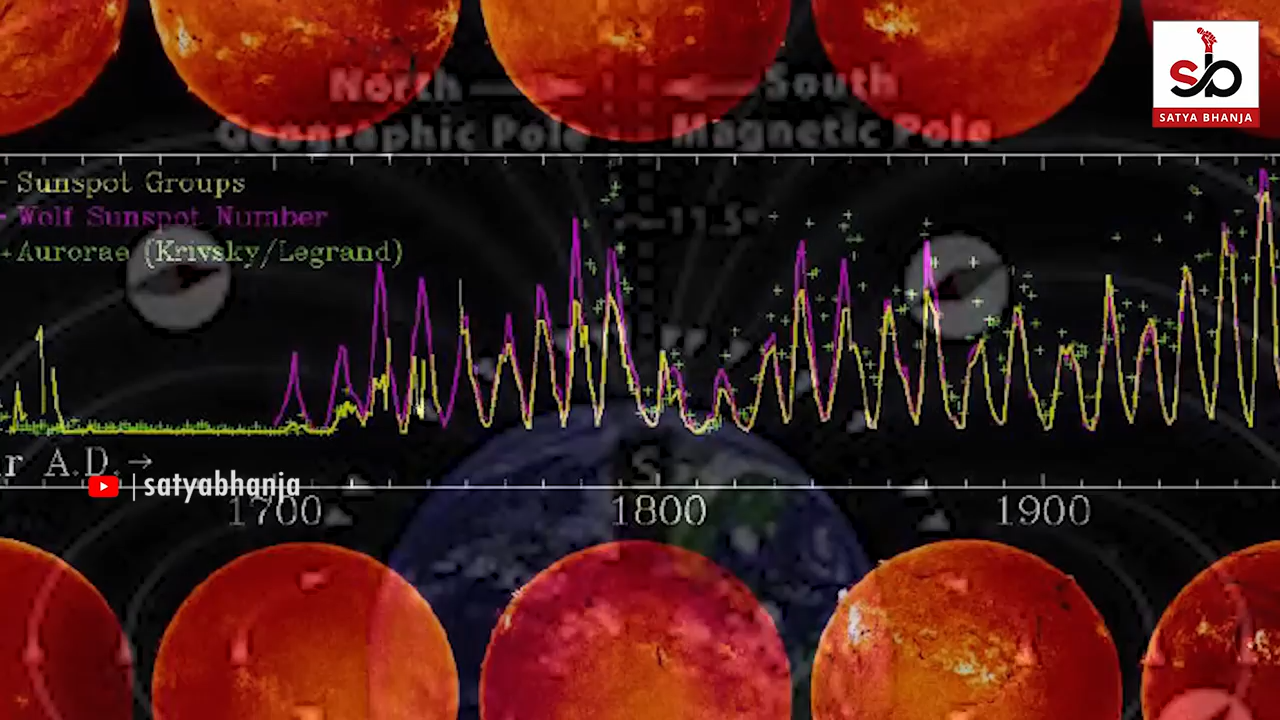 North
South
Geographic Pole
Magnetic Pole
sb
SATYA BHANJA
- Sunspot Groups
- Wolf Sunspot Number
+ Aurorae (Krivsky/Legrand)
11.5°
S
r A.D. →
| satyabhanja
1700
1800
1900